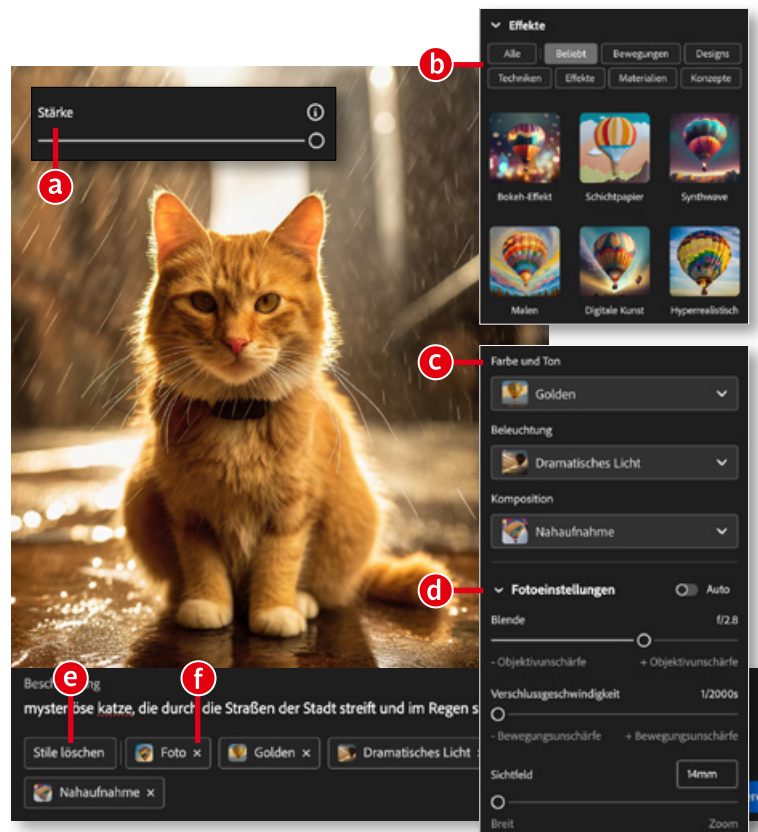 Effekte
Alle Beliebt Bewegungen Designs
b
Techniken Effekte Materialien Konzepte
Stärke
a
Bokeh-Effekt Schichtpapier Synthwave
Malen Digitale Kunst Hyperrealistisch
c Farbe und Ton
Golden
Beleuchtung
Dramatisches Licht
Komposition
Nahaufnahme
d Fotoeinstellungen Auto
Blende f/2.8
- Objektivunschärfe + Objektivunschärfe
Verschlussgeschwindigkeit 1/2000s
- Bewegungsunschärfe + Bewegungsunschärfe
Sichtfeld 14mm
Breit Zoom
e f
katze, die durch die Straßen der Stadt streift und im Regen
Stile löschen Foto × Golden × Dramatisches Licht
Nahaufnahme ×